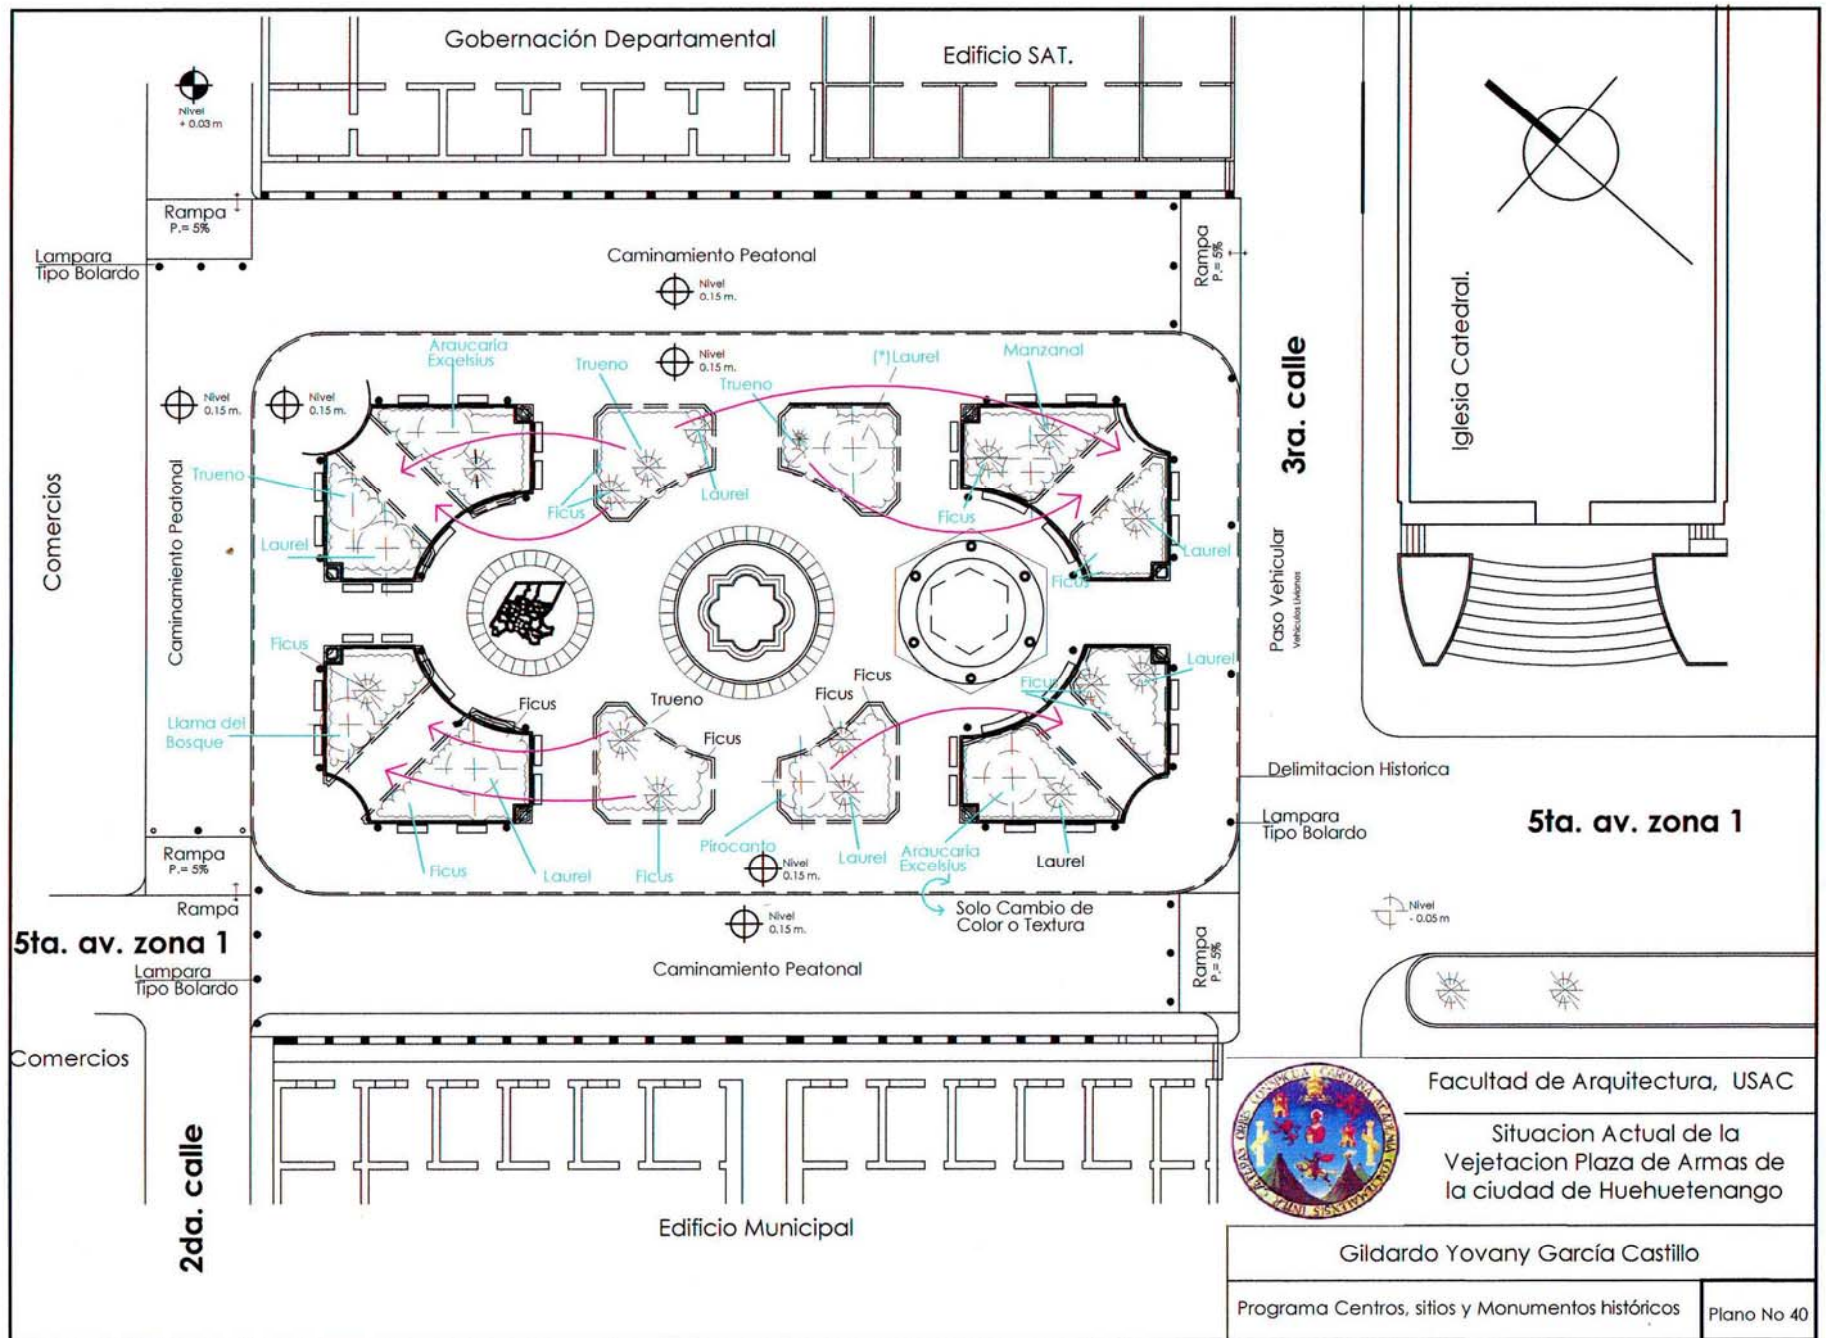 Gobernación Departamental
Edificio SAT.
Nivel
+ 0.03 m
Rampa
P.= 5%
Lampara
Tipo Bolardo
Caminamiento Peatonal
Nivel
0.15 m.
Rampa
P.= 5%
Iglesia Catedral.
3ra. calle
Araucaria
Excelsius
Trueno
Nivel
0.15 m.
Trueno
(*)Laurel
Manzanal
Nivel
0.15 m.
Nivel
0.15 m.
Comercios
Caminamiento Peatonal
Trueno
Laurel
Ficus
Laurel
Ficus
Laurel
Ficus
Paso Vehicular
Vehiculos Livianos
Ficus
Llama del
Bosque
Ficus
Trueno
Ficus
Ficus
Ficus
Ficus
Laurel
Delimitacion Historica
Lampara
Tipo Bolardo
5ta. av. zona 1
Rampa
P.= 5%
Ficus
Laurel
Ficus
Pirocanto
Nivel
0.15 m.
Laurel
Araucaria
Excelsius
Laurel
Rampa
Solo Cambio de
Color o Textura
Nivel
0.15 m.
Nivel
- 0.05 m
5ta. av. zona 1
Lampara
Tipo Bolardo
Caminamiento Peatonal
Rampa
P.= 5%
Comercios
2da. calle
Edificio Municipal
Facultad de Arquitectura, USAC
Situacion Actual de la
Vejetacion Plaza de Armas de
la ciudad de Huehuetenango
Gildardo Yovany García Castillo
Programa Centros, sitios y Monumentos históricos
Plano No 40